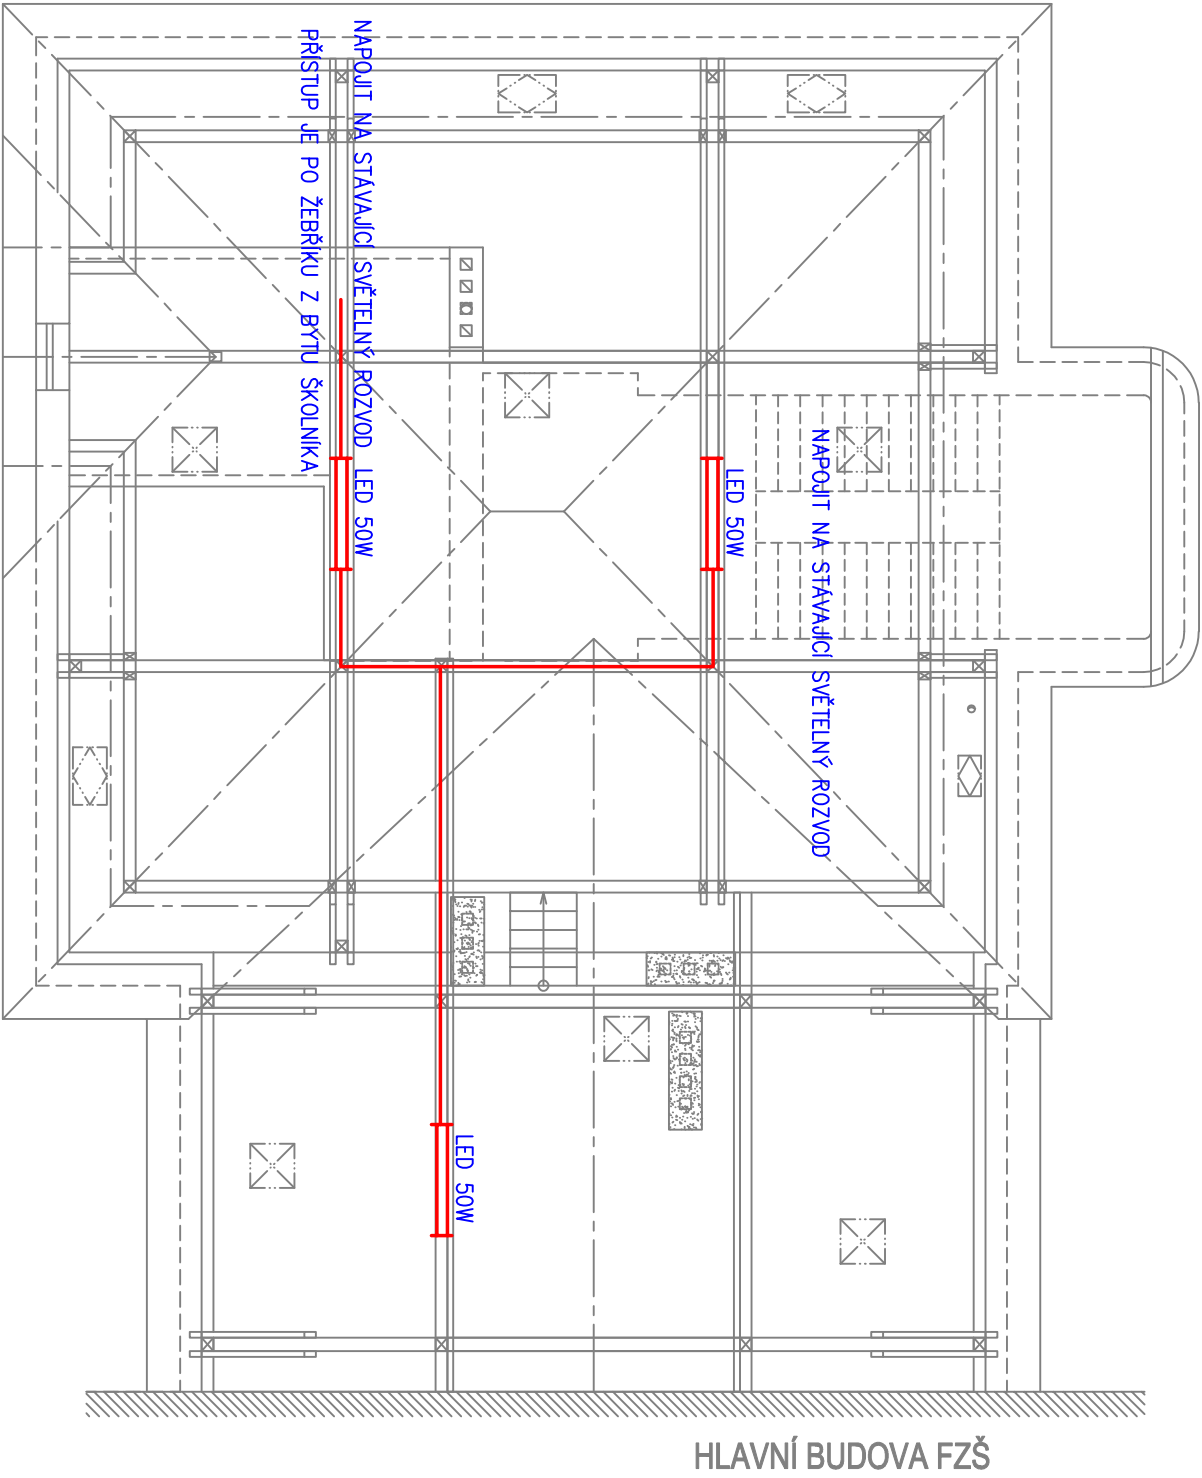 NAPOJIT NA STÁVAJÍCÍ SVĚTELNÝ ROZVOD
PŘÍSTUP JE PO ŽEBŘÍKU Z BYTU ŠKOLNÍKA
LED 50W
LED 50W
NAPOJIT NA STÁVAJÍCÍ SVĚTELNÝ ROZVOD
LED 50W
HLAVNÍ BUDOVA FZŠ